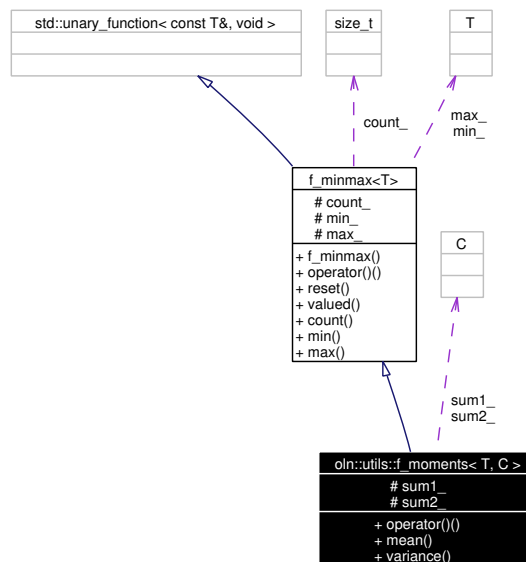 std::unary_function< const T&, void >
size_t
T
count_
max_
min_
f_minmax<T>
# count_
# min_
# max_
+ f_minmax()
+ operator()()
+ reset()
+ valued()
+ count()
+ min()
+ max()
C
sum1_
sum2_
oln::utils::f_moments< T, C >
# sum1_
# sum2_
+ operator()()
+ mean()
+ variance()